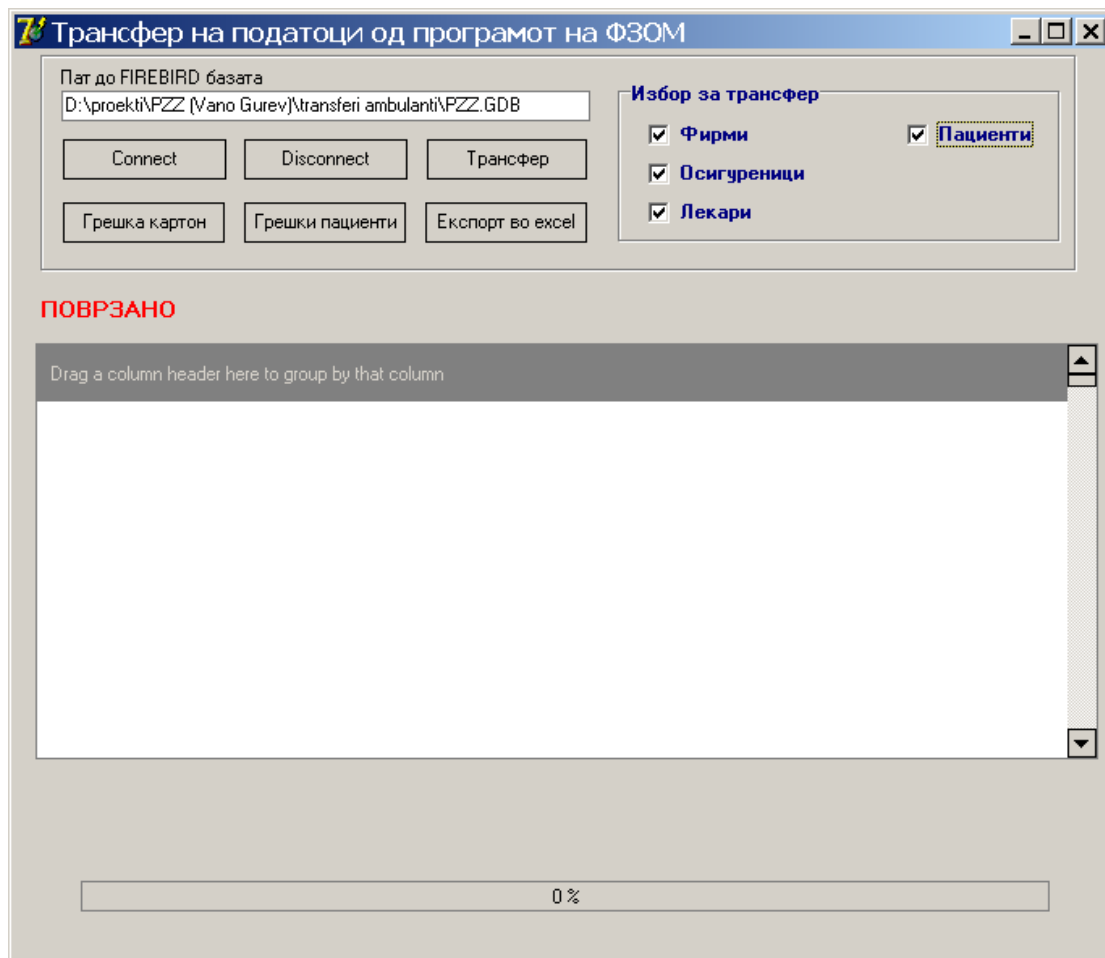 Трансфер на податоци од програмот на ФЗОМ
Пат до FIREBIRD базата
D:\proekti\PZZ (Vano Gurev)\transferi ambulanti\PZZ.GDB
Connect
Disconnect
Трансфер
Грешка картон
Грешки пациенти
Експорт во excel
Избор за трансфер
Фирми
Пациенти
Осигуреници
Лекари
ПОВРЗАНО
Drag a column header here to group by that column
0 %